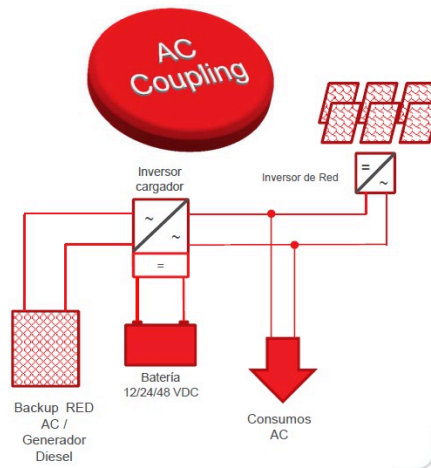 AC
Coupling
Inversor
cargador
Inversor de Red
=
~
~
~
=
Batería
12/24/48 VDC
Backup RED
AC /
Generador
Diesel
Consumos
AC